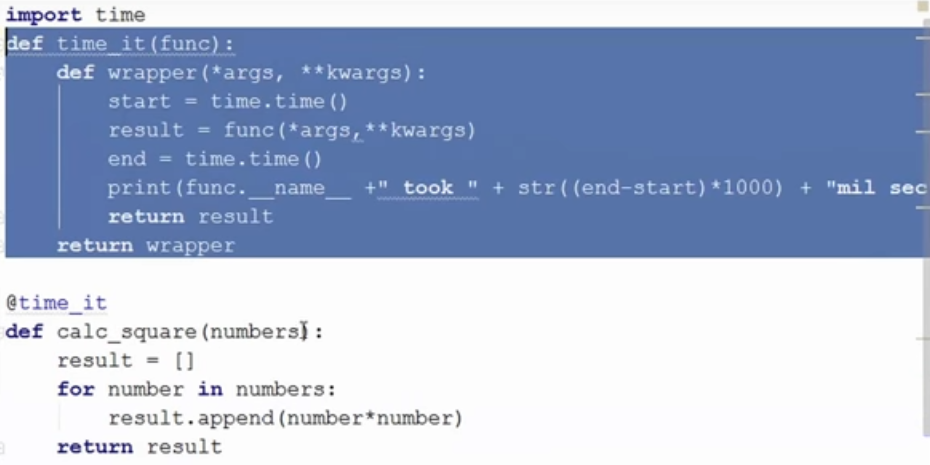 import time
def time_it(func):
    def wrapper(*args, **kwargs):
        start = time.time()
        result = func(*args,**kwargs)
        end = time.time()
        print(func.__name__ +" took " + str((end-start)*1000) + "mil sec
        return result
    return wrapper

@time_it
def calc_square(numbers):
    result = []
    for number in numbers:
        result.append(number*number)
    return result